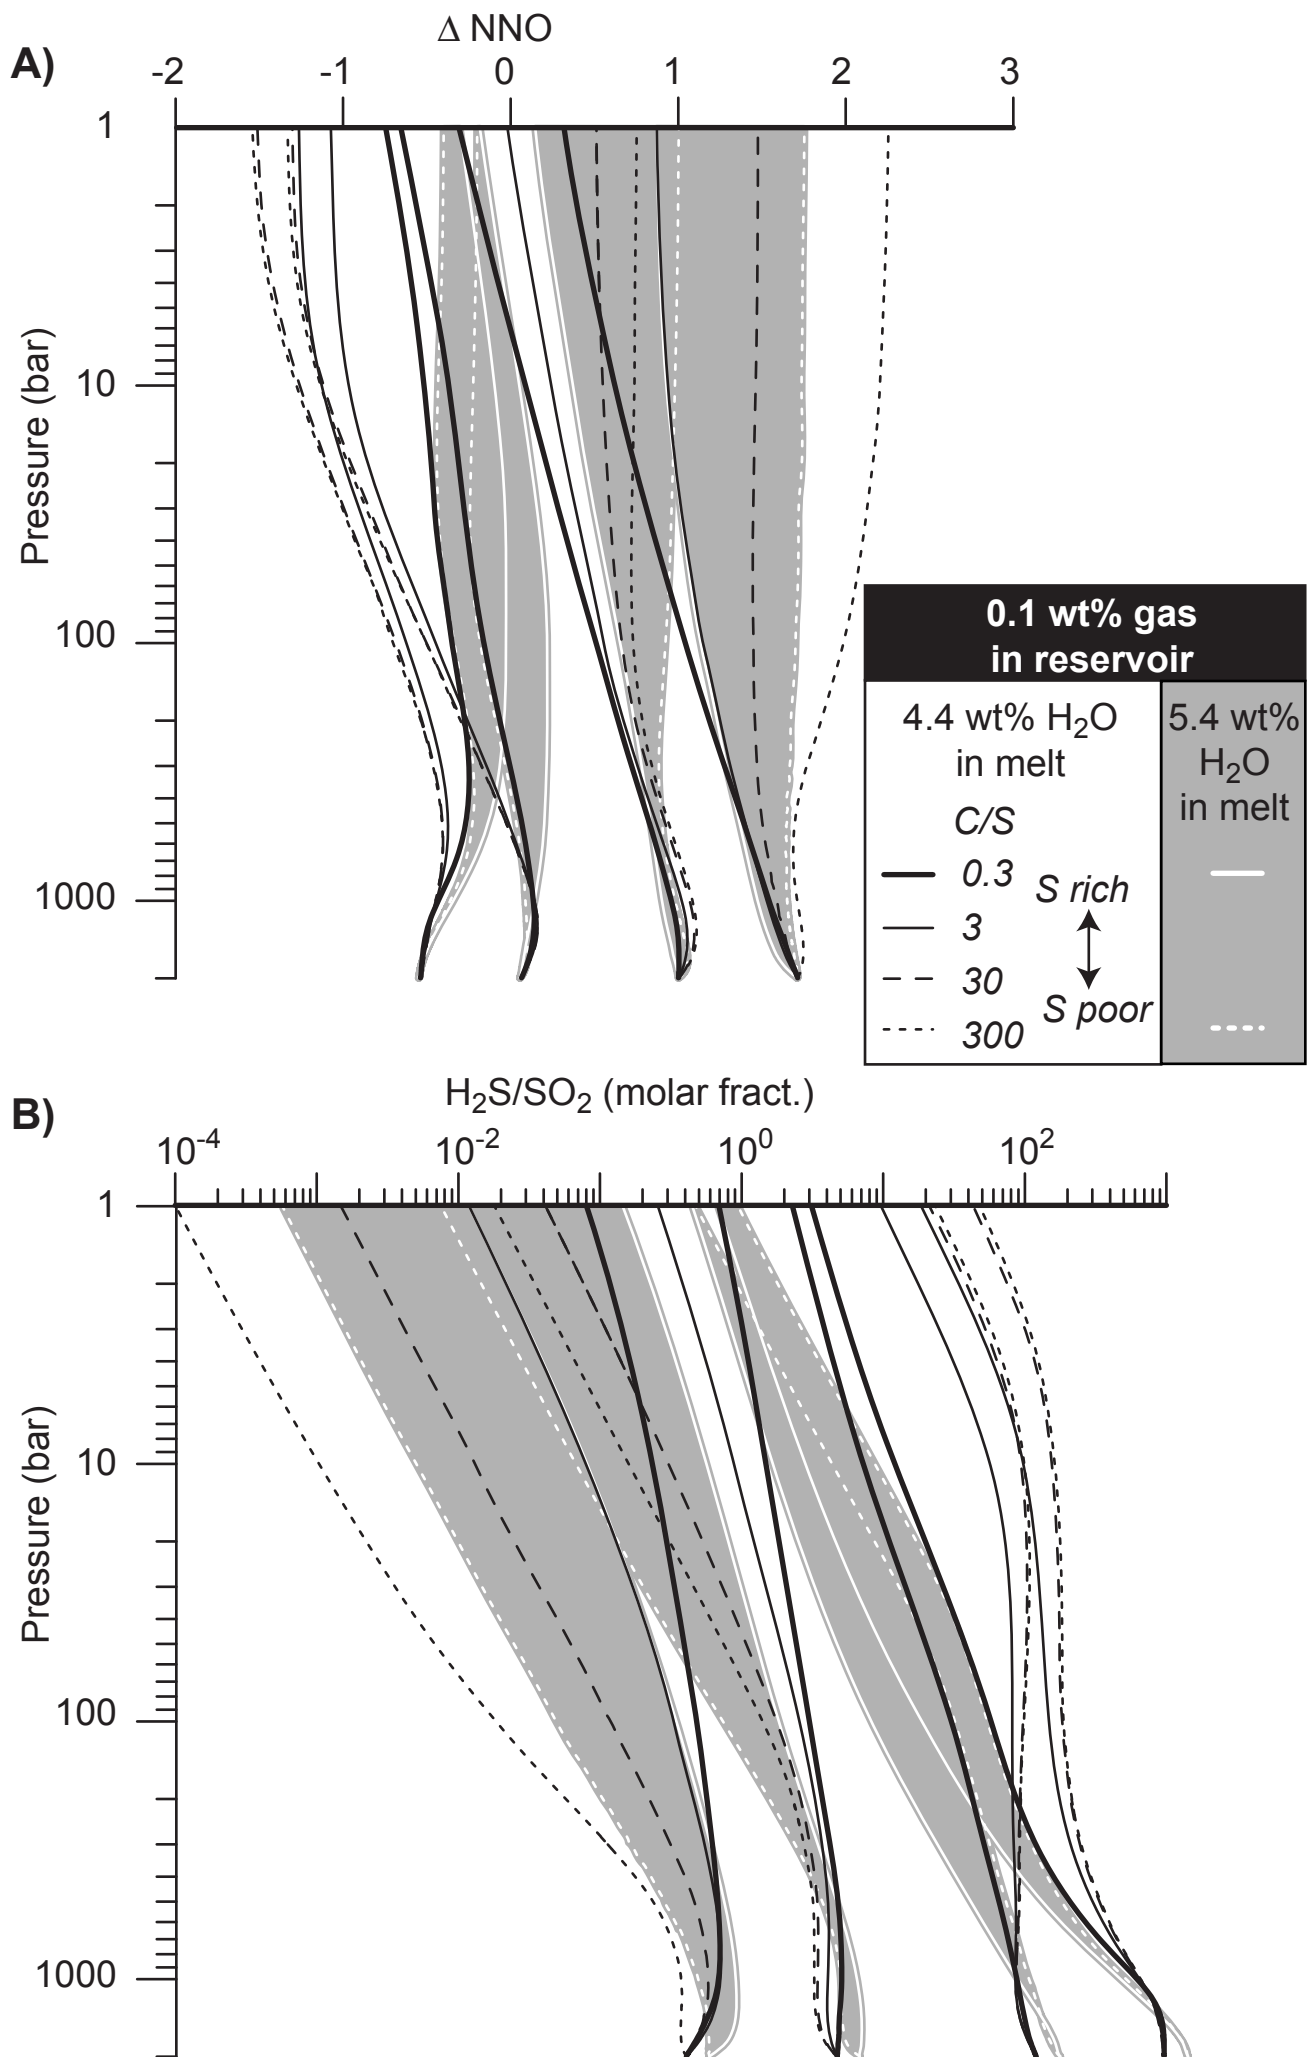 A)
Δ NNO
-2 -1 0 1 2 3
1
10
100
1000
Pressure (bar)
0.1 wt% gas
in reservoir
4.4 wt% H2O
in melt
C/S
0.3
3
30
300
S rich
S poor
5.4 wt%
H2O
in melt
B)
H2S/SO2 (molar fract.)
10-4 10-2 100 102
1
10
100
1000
Pressure (bar)